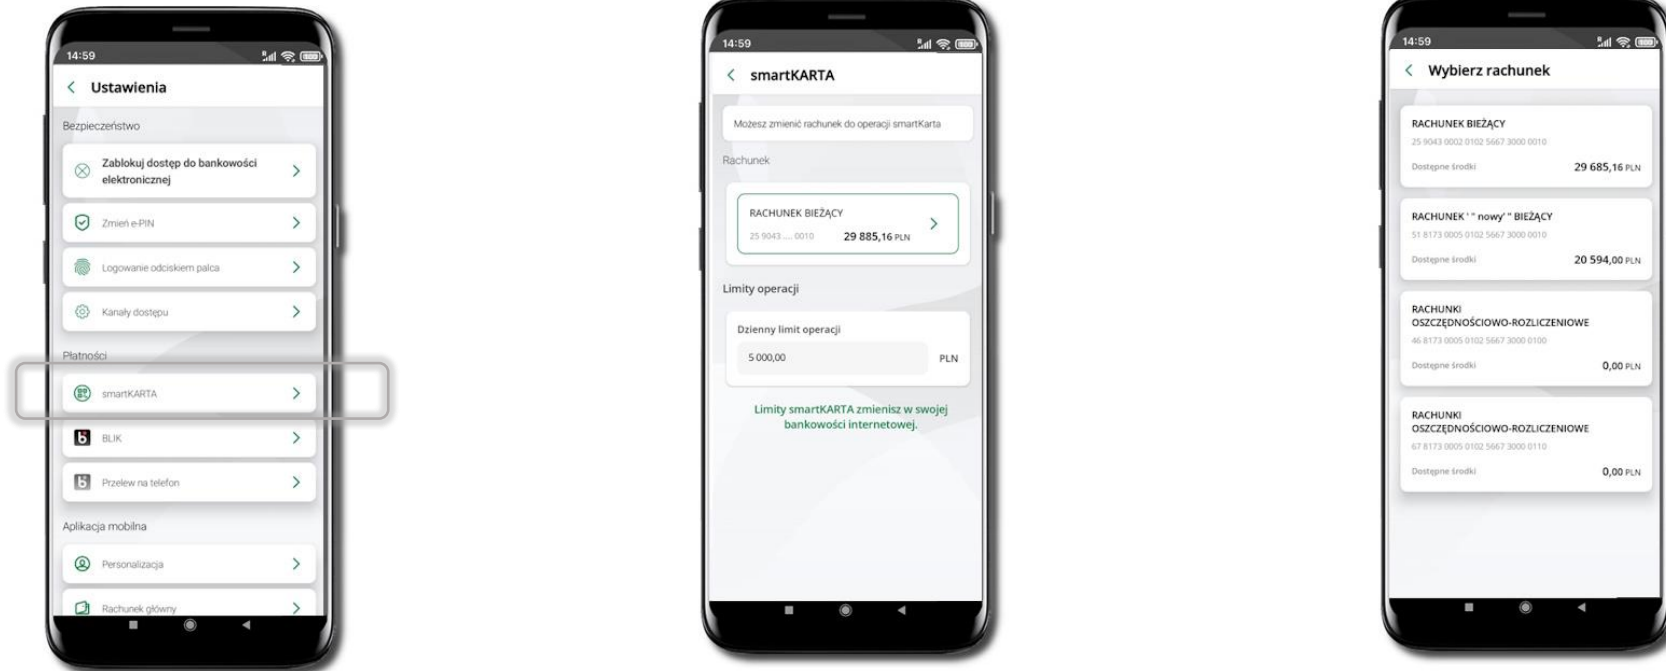 14:59
Ustawienia
Bezpieczeństwo
Zablokuj dostęp do bankowości
elektronicznej
Zmień e-PIN
Logowanie odciskiem palca
Kanały dostępu
Płatności
smartKARTA
BLIK
Przelew na telefon
Aplikacja mobilna
Personalizacja
Rachunek główny
14:59
smartKARTA
Możesz zmienić rachunek do operacji smartKarta
Rachunek
RACHUNEK BIEŻĄCY
25 9043 .... 0010 29 885,16 PLN
Limity operacji
Dzienny limit operacji
5 000,00 PLN
Limity smartKARTA zmienisz w swojej
bankowości internetowej.
14:59
Wybierz rachunek
RACHUNEK BIEŻĄCY
25 9043 0002 0102 5667 3000 0010
Dostępne środki 29 685,16 PLN
RACHUNEK ' " nowy' " BIEŻĄCY
51 8173 0005 0102 5667 3000 0010
Dostępne środki 20 594,00 PLN
RACHUNKI
OSZCZĘDNOŚCIOWO-ROZLICZENIOWE
46 8173 0005 0102 5667 3000 0100
Dostępne środki 0,00 PLN
RACHUNKI
OSZCZĘDNOŚCIOWO-ROZLICZENIOWE
67 8173 0005 0102 5667 3000 0110
Dostępne środki 0,00 PLN